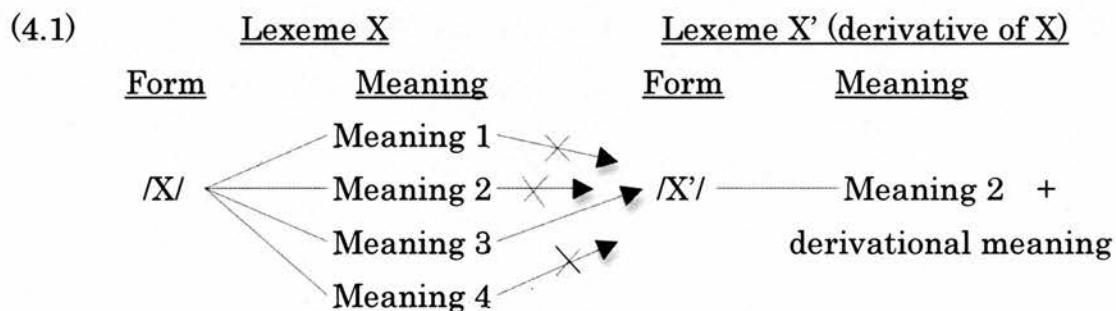 (4.1) Lexeme X Lexeme X’ (derivative of X)
Form Meaning Form Meaning
Meaning 1
/X/ Meaning 2 /X’/ Meaning 2 +
Meaning 3 derivational meaning
Meaning 4